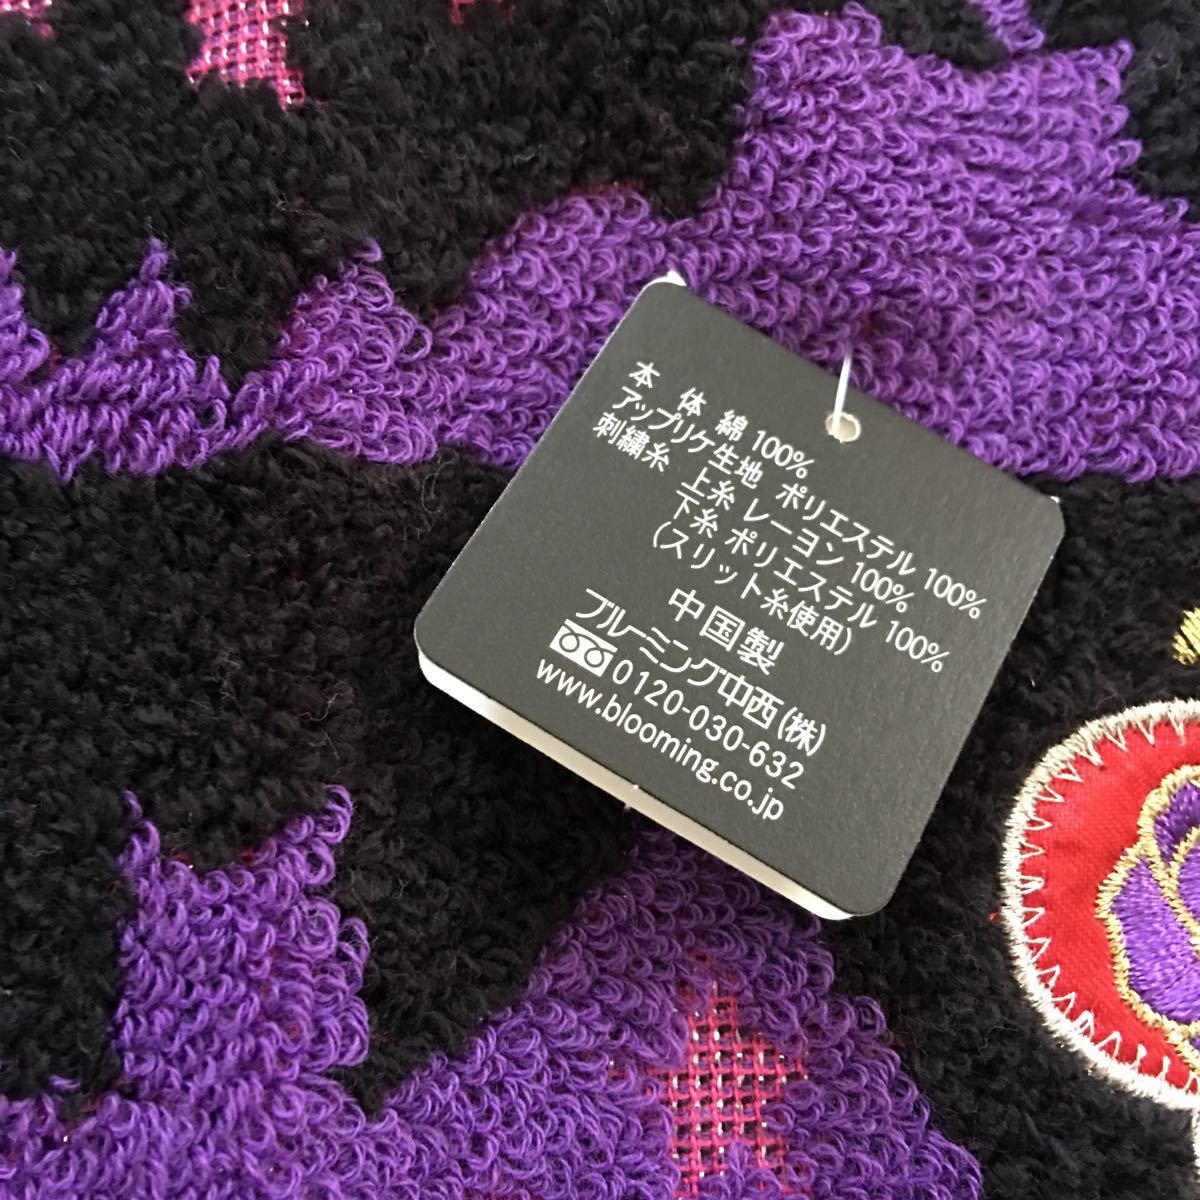 本 体 綿 100%
アップリケ生地 ポリエステル 100%
刺繍糸 上糸 レーヨン 100%
下糸 ポリエステル 100%
(スリット糸使用)
中国製
ブルーミング中西(株)
0120-030-632
www.blooming.co.jp